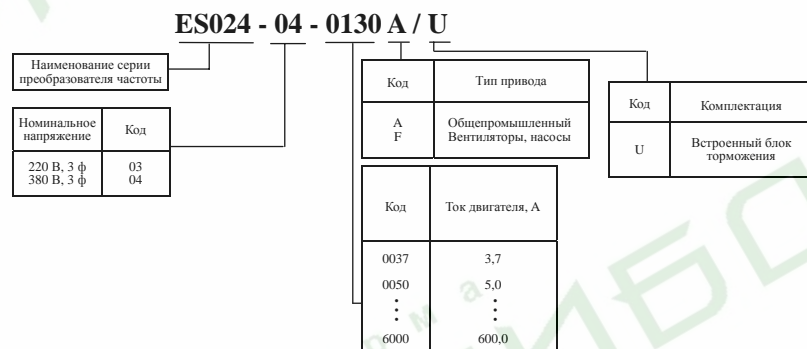 ES024 - 04 - 0130 A / U
Наименование серии
преобразователя частоты
Номинальное напряжение Код
220 В, 3 ф 03
380 В, 3 ф 04
Код Тип привода
A Общепромышленный
F Вентиляторы, насосы
Код Ток двигателя, А
0037 3,7
0050 5,0
6000 600,0
Код Комплектация
U Встроенный блок торможения